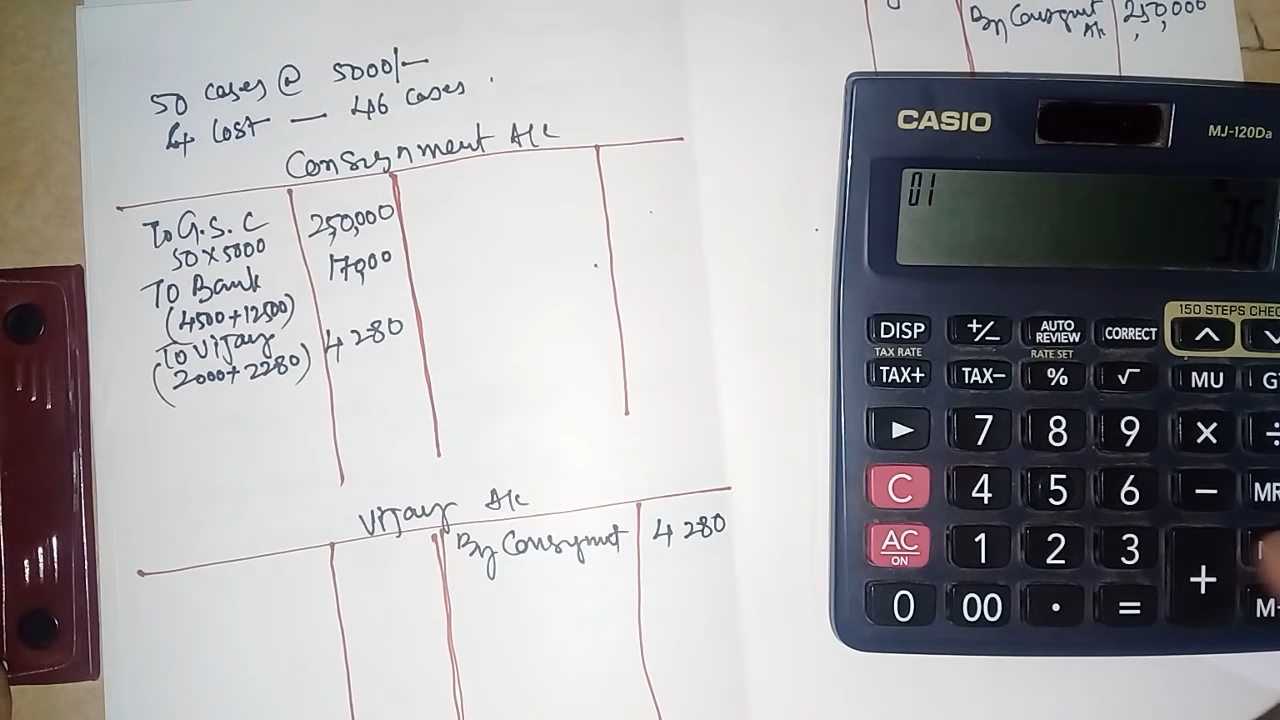 By Consgmt 250,000
A/c
50 cases @ 5000/-
4 lost — 46 cases
Consignment A/c
To G.S.C 250,000
50 x 5000
To Bank 17,000
(4500+12500)
To Vijay 4280
(2000+2280)
Vijay A/c
By Consgmnt 4280
CASIO
MJ-120Da
01
36
150 STEPS CHEC
DISP +/- AUTO REVIEW CORRECT ∧ ∨
TAX RATE RATE SET
TAX+ TAX- % √ MU G
▶ 7 8 9 × ÷
C 4 5 6 − MR
AC ON 1 2 3 +
0 00 · = M-